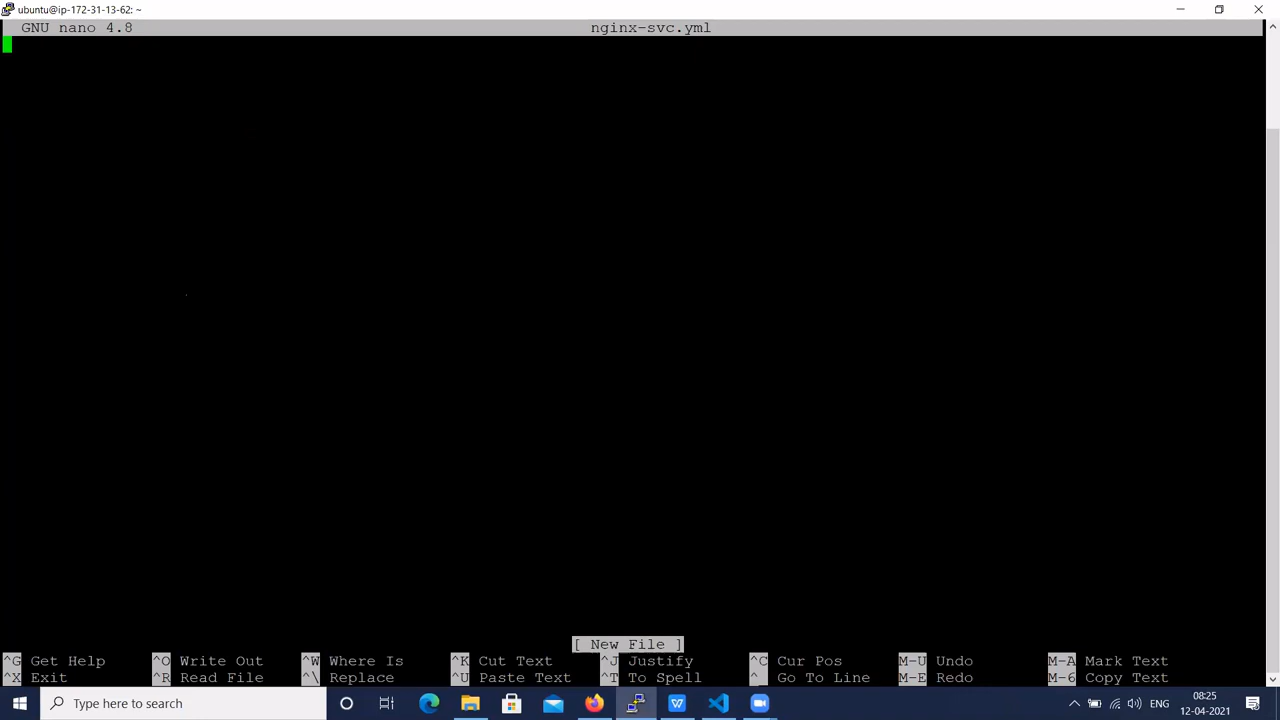 ubuntu@ip-172-31-13-62: ~
GNU nano 4.8 nginx-svc.yml
[ New File ]
^G Get Help ^O Write Out ^W Where Is ^K Cut Text ^J Justify ^C Cur Pos M-U Undo M-A Mark Text
^X Exit ^R Read File ^\ Replace ^U Paste Text ^T To Spell ^_ Go To Line M-E Redo M-6 Copy Text
Type here to search
ENG
08:25
12-04-2021